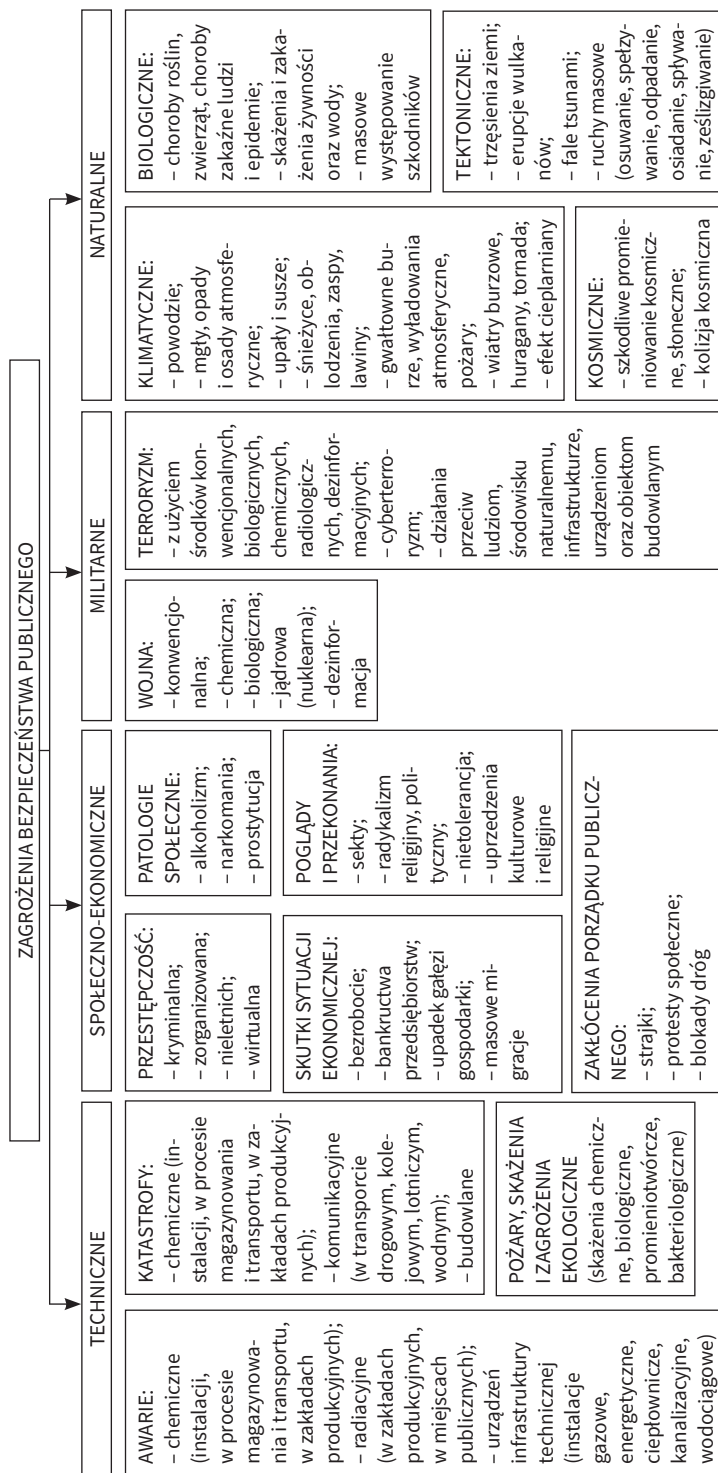 ZAGROŻENIA BEZPIECZEŃSTWA PUBLICZNEGO
TECHNICZNE
AWARIE:
– chemiczne
(instalacji,
w procesie
magazynowa-
nia i transportu,
w zakładach
produkcyjnych);
– radiacyjne
(w zakładach
produkcyjnych,
w miejscach
publicznych);
– urządzeń
infrastruktury
technicznej
(instalacje
gazowe,
energetyczne,
ciepłownicze,
kanalizacyjne,
wodociągowe)
KATASTROFY:
– chemiczne (in-
stalacji, w procesie
magazynowania
i transportu, w za-
kładach produkcyj-
nych);
– komunikacyjne
(w transporcie
drogowym, kole-
jowym, lotniczym,
wodnym);
– budowlane
POŻARY, SKAŻENIA
I ZAGROŻENIA
EKOLOGICZNE
(skażenia chemicz-
ne, biologiczne,
promieniotwórcze,
bakteriologiczne)
SPOŁECZNO-EKONOMICZNE
PRZESTĘPCZOŚĆ:
– kryminalna;
– zorganizowana;
– nieletnich;
– wirtualna
PATOLOGIE
SPOŁECZNE:
– alkoholizm;
– narkomania;
– prostytucja
SKUTKI SYTUACJI
EKONOMICZNEJ:
– bezrobocie;
– bankructwa
przedsiębiorstw;
– upadek gałęzi
gospodarki;
– masowe mi-
gracje
POGLĄDY
I PRZEKONANIA:
– sekty;
– radykalizm
religijny, poli-
tyczny;
– nietolerancja;
– uprzedzenia
kulturowe
i religijne
ZAKŁÓCENIA PORZĄDKU PUBLICZ-
NEGO:
– strajki;
– protesty społeczne;
– blokady dróg
MILITARNE
WOJNA:
– konwencjo-
nalna;
– chemiczna;
– biologiczna;
– jądrowa
(nuklearna);
– dezinfor-
macja
TERRORYZM:
– z użyciem
środków kon-
wencjonalnych,
biologicznych,
chemicznych,
radiologicz-
nych, dezinfor-
macyjnych;
– cyberterro-
ryzm;
– działania
przeciw
ludziom,
środowisku
naturalnemu,
infrastrukturze,
urządzeniom
oraz obiektom
budowlanym
NATURALNE
KLIMATYCZNE:
– powodzie;
– mgły, opady
i osady atmosfe-
ryczne;
– upały i susze;
– śnieżyce, ob-
lodzenia, zaspy,
lawiny;
– gwałtowne bu-
rze, wyładowania
atmosferyczne,
pożary;
– wiatry burzowe,
huragany, tornada;
– efekt cieplarniany
BIOLOGICZNE:
– choroby roślin,
zwierząt, choroby
zakaźne ludzi
i epidemie;
– skażenia i zaka-
żenia żywności
oraz wody;
– masowe
występowanie
szkodników
KOSMICZNE:
– szkodliwe promie-
niowanie kosmicz-
ne, słoneczne;
– kolizja kosmiczna
TEKTONICZNE:
– trzęsienia ziemi;
– erupcje wulka-
nów;
– fale tsunami;
– ruchy masowe
(osuwanie, spełzy-
wanie, odpadanie,
osiadanie, spływa-
nie, ześlizgiwanie)